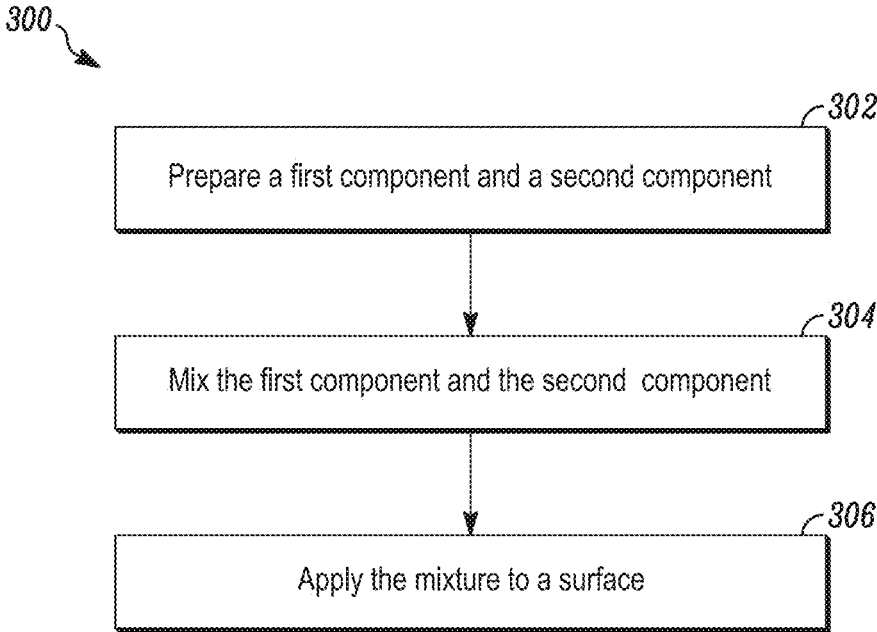 300
302
Prepare a first component and a second component
304
Mix the first component and the second component
306
Apply the mixture to a surface